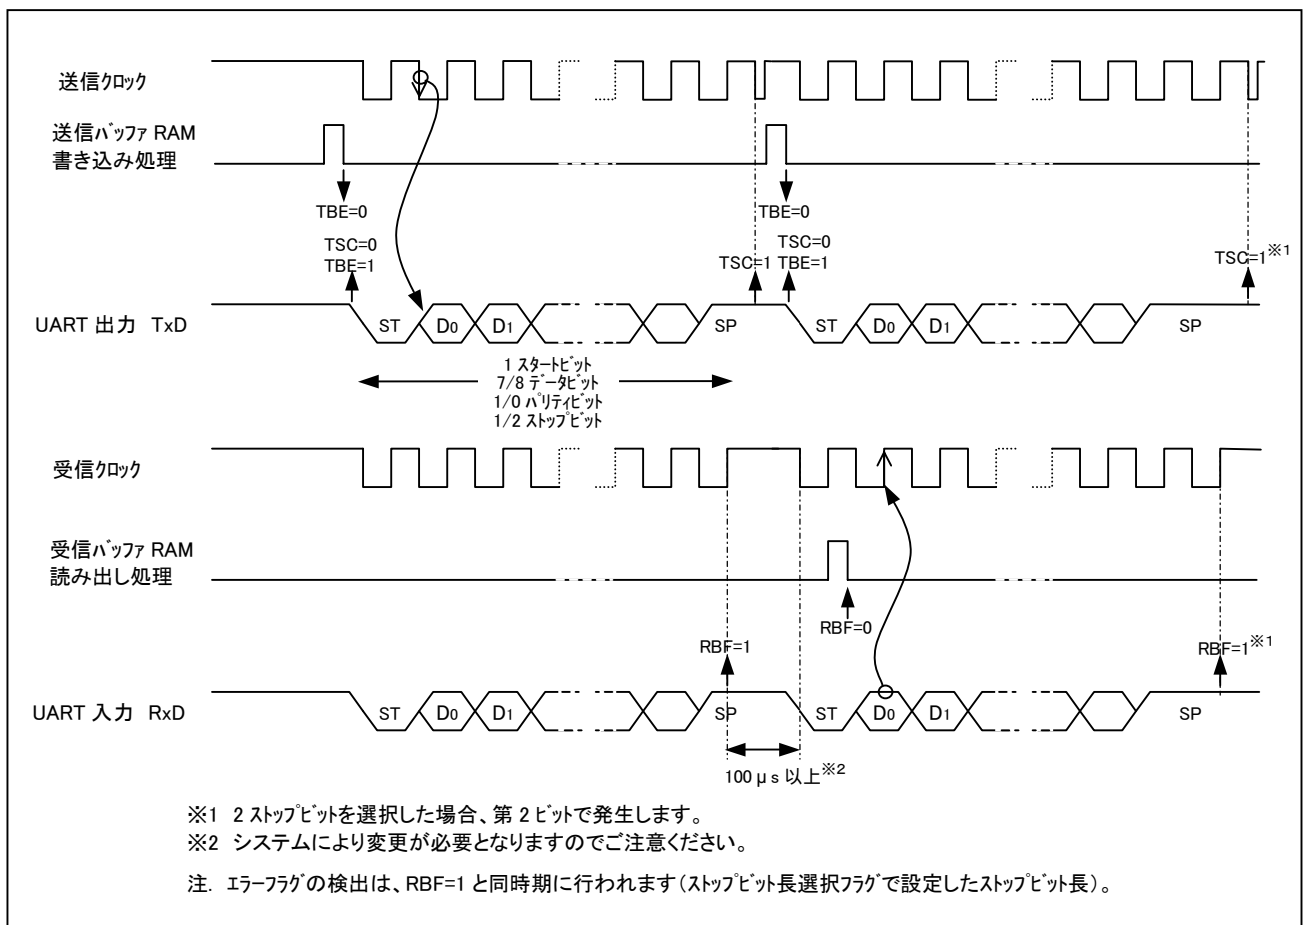 送信クロック
送信バッファ RAM
書き込み処理
TBE=0
TBE=0
TSC=0
TBE=1
TSC=1
TSC=0
TBE=1
TSC=1※1
UART 出力 TxD
ST
D0
D1
SP
ST
D0
D1
SP
1 スタートビット
7/8 データビット
1/0 パリティビット
1/2 ストップビット
受信クロック
受信バッファ RAM
読み出し処理
RBF=0
RBF=1
RBF=1※1
UART 入力 RxD
ST
D0
D1
SP
ST
D0
D1
SP
100 μs 以上※2
※1 2 ストップビットを選択した場合、第 2 ビットで発生します。
※2 システムにより変更が必要となりますのでご注意ください。
注. エラーフラグの検出は、RBF=1 と同時期に行われます（ストップビット長選択フラグで設定したストップビット長）。